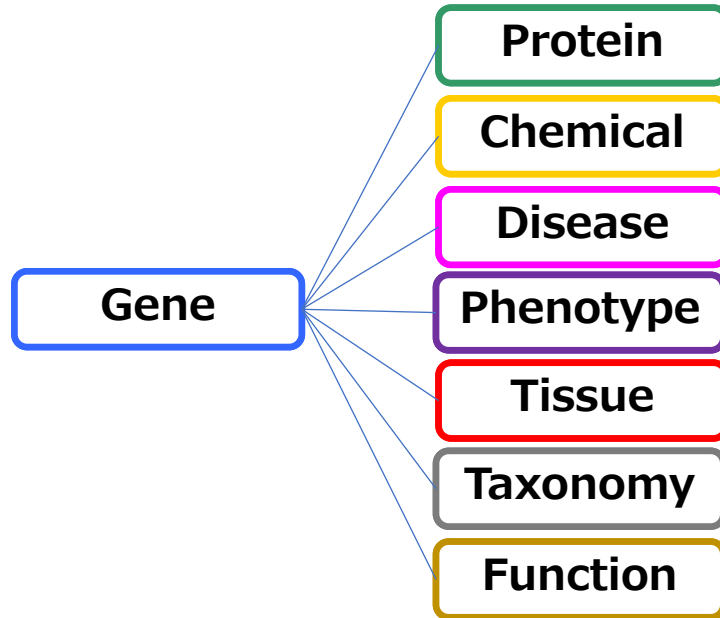 Protein
Chemical
Disease
Gene
Phenotype
Tissue
Taxonomy
Function